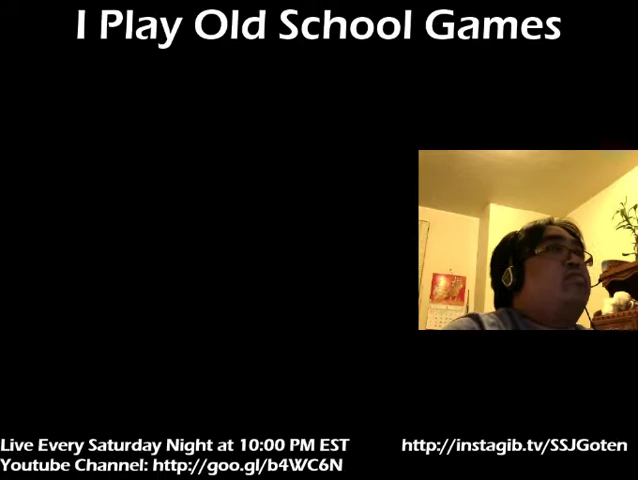 I Play Old School Games
Live Every Saturday Night at 10:00 PM EST
http://instagib.tv/SSJGoten
Youtube Channel: http://goo.gl/b4WC6N